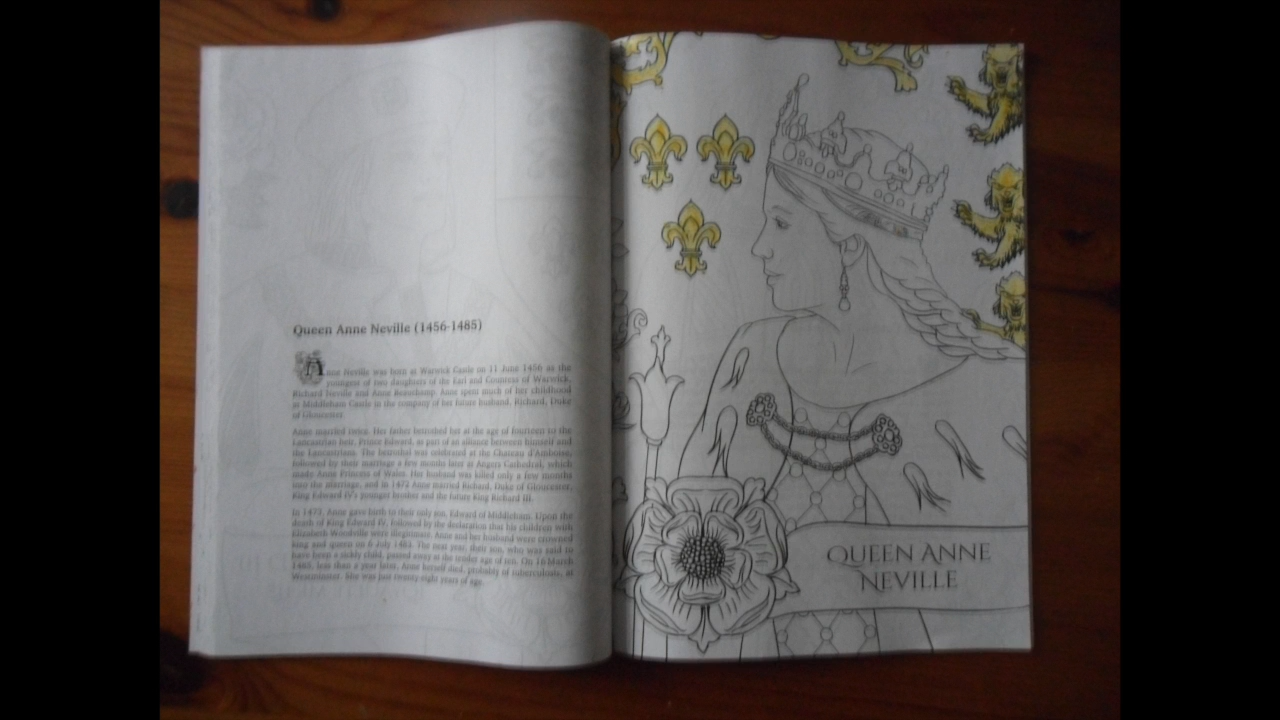 Queen Anne Neville (1456-1485)
Anne Neville was born at Warwick Castle on 11 June 1456 as the
youngest of two daughters of the Earl and Countess of Warwick,
Richard Neville and Anne Beauchamp. Anne spent much of her childhood
at Middleham Castle in the company of her future husband, Richard, Duke
of Gloucester.
Anne married twice. Her father betrothed her at the age of fourteen to the
Lancastrian heir, Prince Edward, as part of an alliance between himself and
the Lancastrians. The betrothal was celebrated at the Château d'Amboise,
followed by their marriage a few months later at Angers Cathedral, which
made Anne Princess of Wales. Her husband was killed only a few months
into the marriage, and in 1472 Anne married Richard, Duke of Gloucester,
King Edward IV's younger brother and the future King Richard III.
In 1473, Anne gave birth to their only son, Edward of Middleham. Upon the
death of King Edward IV, followed by the declaration that his children with
Elizabeth Woodville were illegitimate, Anne and her husband were crowned
king and queen on 6 July 1483. The next year, their son, who was said to
have been a sickly child, passed away at the tender age of ten. On 16 March
1485, less than a year later, Anne herself died, probably of tuberculosis, at
Westminster. She was just twenty eight years of age.
QUEEN ANNE
NEVILLE